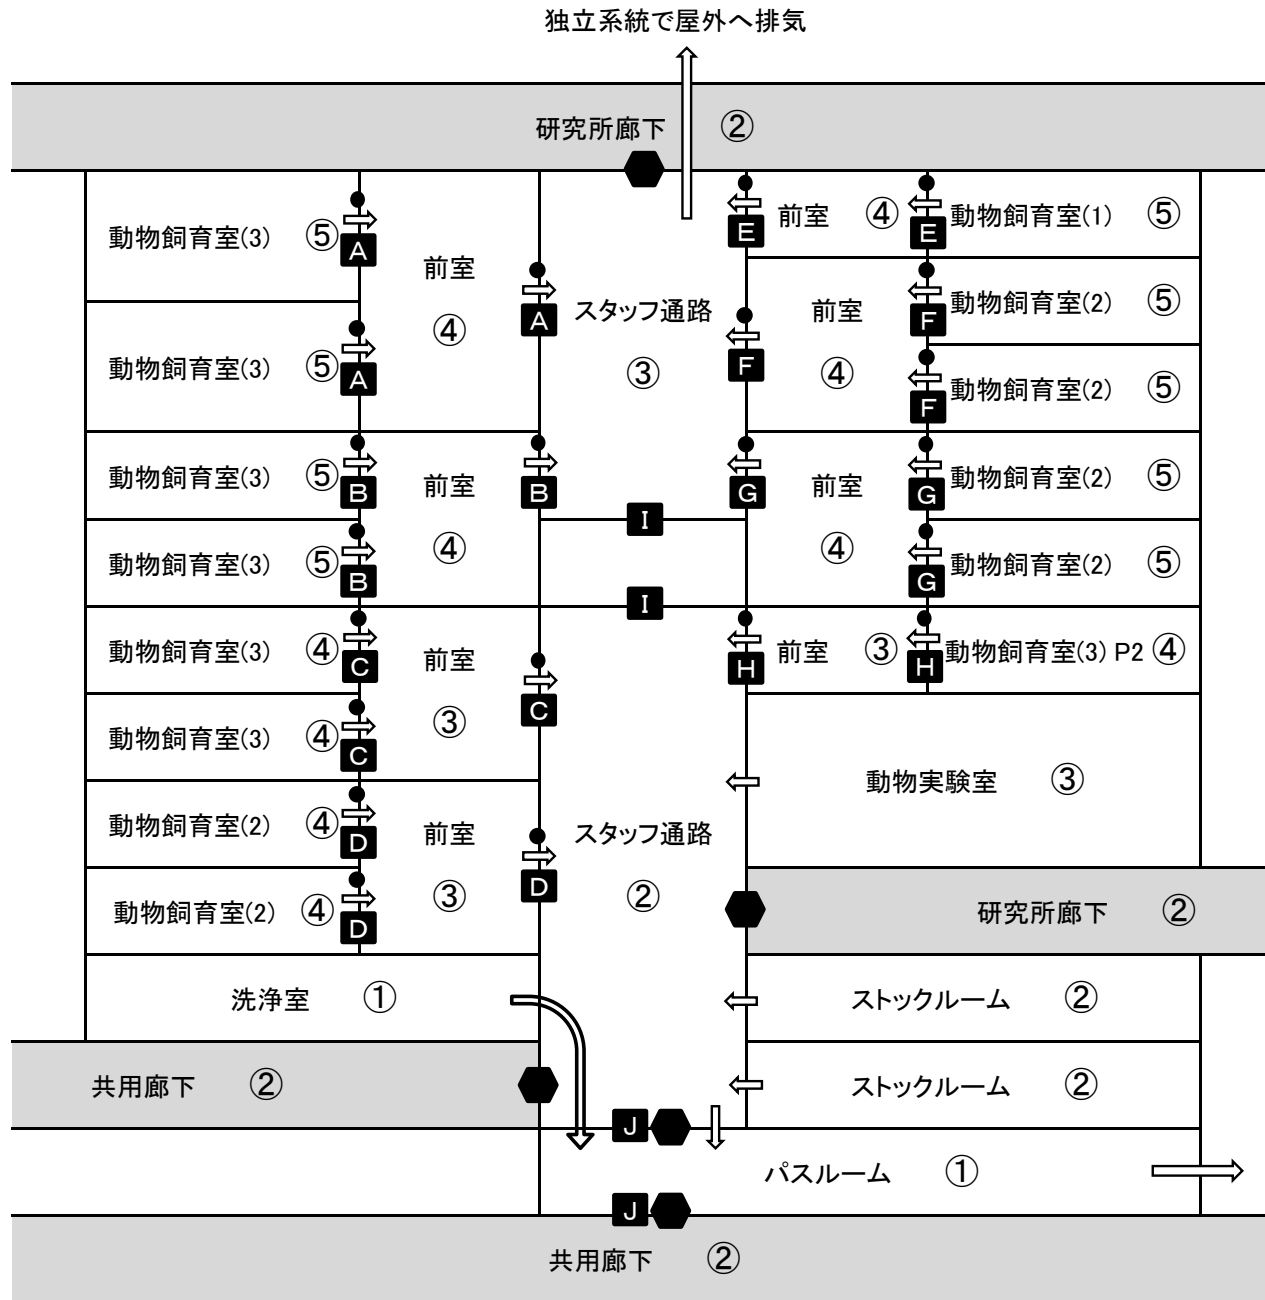 独立系統で屋外へ排気
研究所廊下 ②
動物飼育室(3) ⑤
A
前室
④
A
動物飼育室(3) ⑤
A
動物飼育室(3) ⑤
B
前室
④
B
動物飼育室(3) ⑤
B
動物飼育室(3) ④
C
前室
③
C
動物飼育室(3) ④
C
動物飼育室(2) ④
D
前室
③
D
動物飼育室(2) ④
D
洗浄室 ①
共用廊下 ②
スタッフ通路
③
I
I
スタッフ通路
②
E
前室 ④
E
動物飼育室(1) ⑤
F
前室
④
F
動物飼育室(2) ⑤
F
動物飼育室(2) ⑤
G
前室
④
G
動物飼育室(2) ⑤
G
動物飼育室(2) ⑤
H
前室 ③
H
動物飼育室(3) P2 ④
動物実験室 ③
研究所廊下 ②
ストックルーム ②
ストックルーム ②
J
パスルーム ①
J
共用廊下 ②